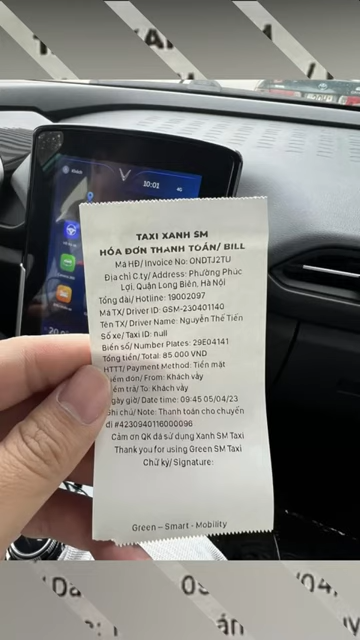 10:01
4G
TAXI XANH SM
HÓA ĐƠN THANH TOÁN/ BILL
Mã HĐ/ Invoice No: ONDTJ2TU
Địa chỉ C.ty/ Address: Phường Phúc
Lợi, Quận Long Biên, Hà Nội
Tổng đài/ Hotline: 19002097
Mã TX/ Driver ID: GSM-230401140
Tên TX/ Driver Name: Nguyễn Thế Tiến
Số xe/ Taxi ID: null
Biển số/ Number Plates: 29E04141
Tổng tiền/ Total: 85.000 VND
HTTT/ Payment Method: Tiền mặt
iểm đón/ From: Khách vẫy
iểm trả/ To: Khách vẫy
gày giờ/ Date time: 09:45 05/04/23
Ghi chú/ Note: Thanh toán cho chuyến
đi #4230940116000096
Cảm ơn QK đã sử dụng Xanh SM Taxi
Thank you for using Green SM Taxi
Chữ ký/ Signature:
Green – Smart - Mobility